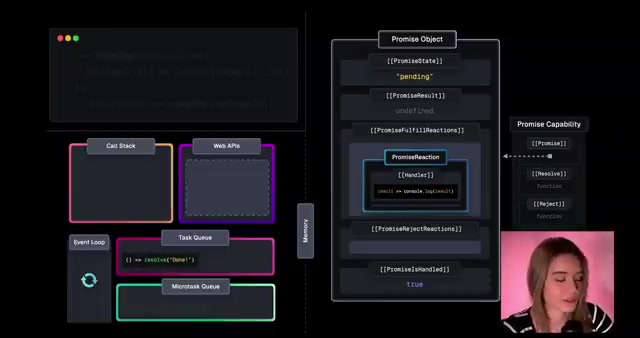 Promise Object
[[PromiseState]]
"pending"
[[PromiseResult]]
undefined
[[PromiseFulfillReactions]]
PromiseReaction
[[Handler]]
result => console.log(result)
[[PromiseRejectReactions]]
[[PromiseIsHandled]]
true
Promise Capability
[[Promise]]
[[Resolve]]
function
[[Reject]]
function
Call Stack
Web APIs
Memory
Event Loop
Task Queue
() => resolve("Done!")
Microtask Queue